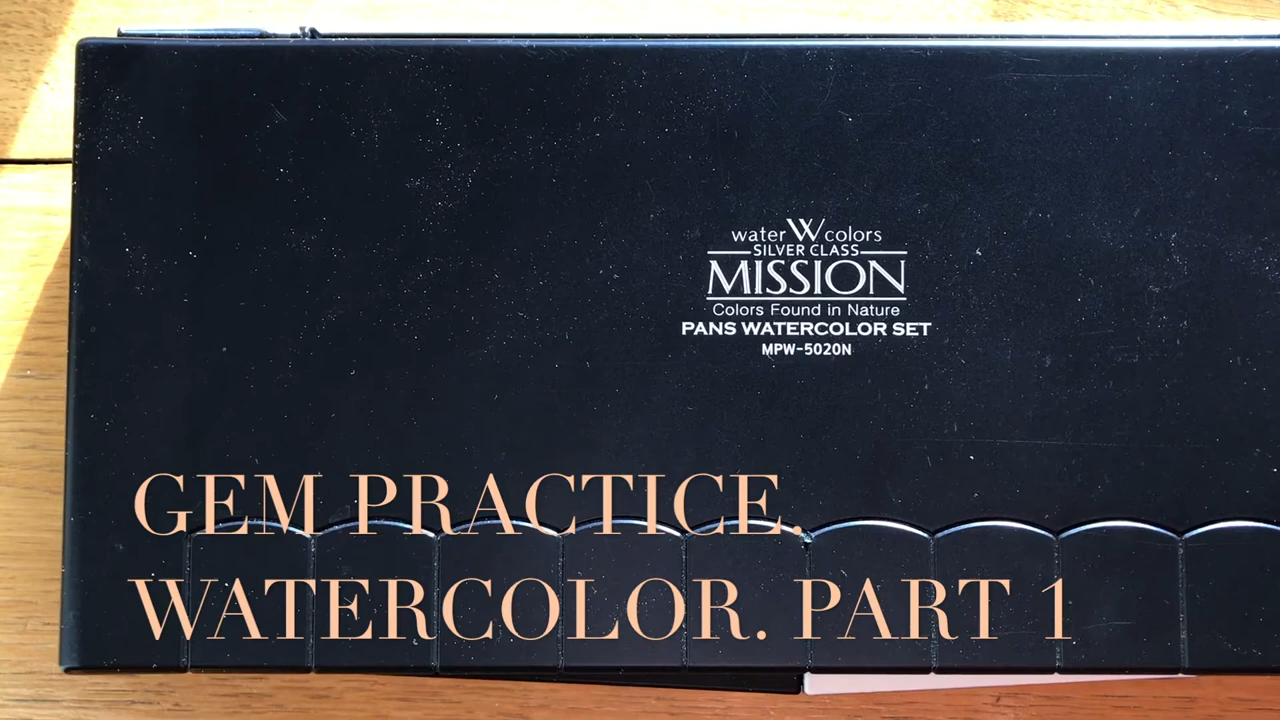 water W colors
SILVER CLASS
MISSION
Colors Found in Nature
PANS WATERCOLOR SET
MPW-5020N
GEM PRACTICE.
WATERCOLOR. PART 1